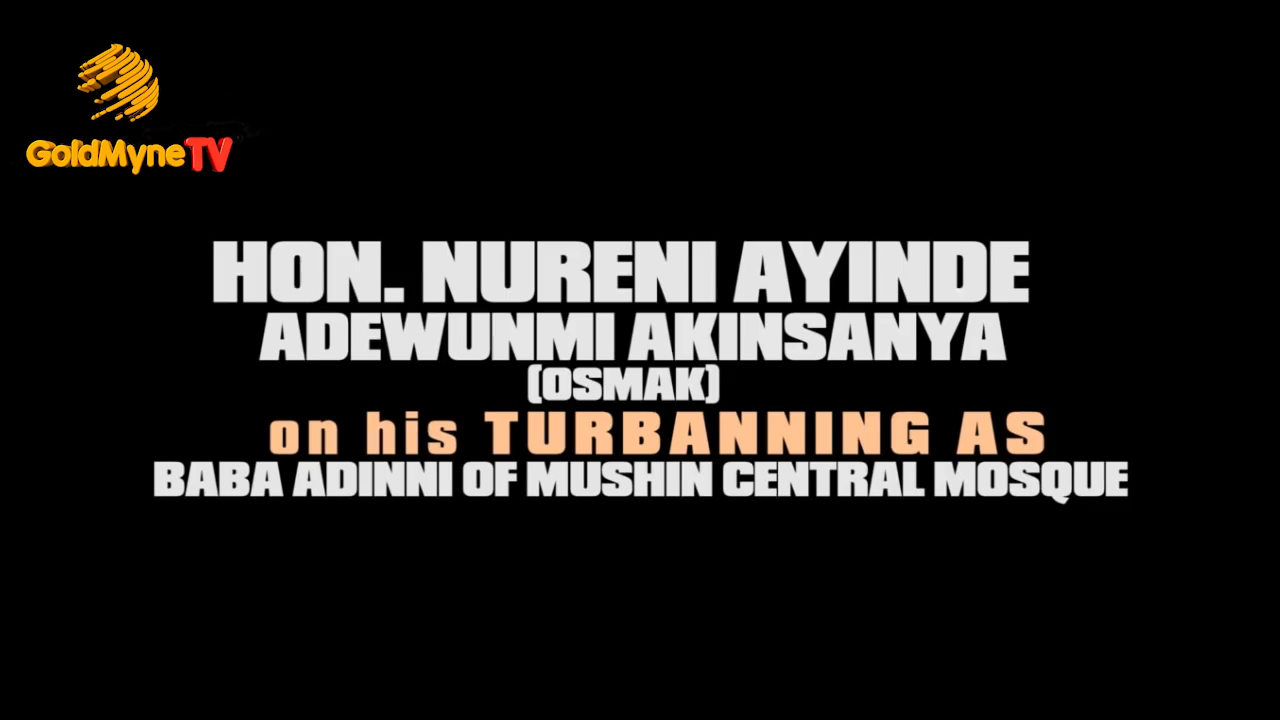 GoldMyneTV
HON. NURENI AYINDE
ADEWUNMI AKINSANYA
(OSMAK)
on his TURBANNING AS
BABA ADINNI OF MUSHIN CENTRAL MOSQUE